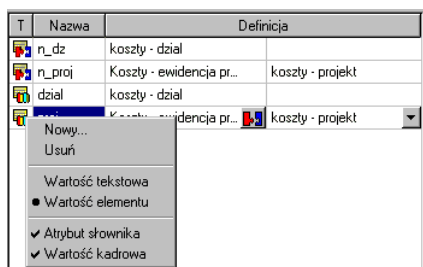 T Nazwa Definicja
n_dz koszty - dzial
n_proj Koszty - ewidencja pr... koszty - projekt
dzial koszty - dzial
ewidencja pr... koszty - projekt
Nowy...
Usuń
Wartość tekstowa
Wartość elementu
Atrybut słownika
Wartość kadrowa